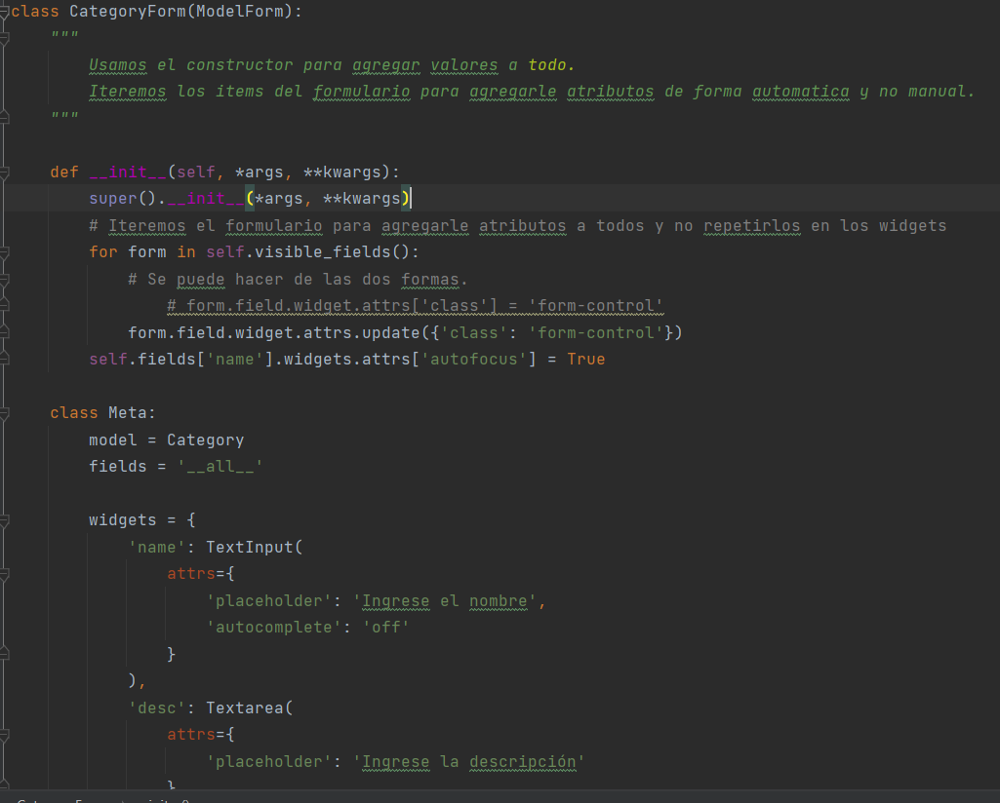 class CategoryForm(ModelForm):
    """
        Usamos el constructor para agregar valores a todo.
        Iteremos los items del formulario para agregarle atributos de forma automatica y no manual.
    """

    def __init__(self, *args, **kwargs):
        super().__init__(*args, **kwargs)
        # Iteremos el formulario para agregarle atributos a todos y no repetirlos en los widgets
        for form in self.visible_fields():
            # Se puede hacer de las dos formas.
                # form.field.widget.attrs['class'] = 'form-control'
            form.field.widget.attrs.update({'class': 'form-control'})
        self.fields['name'].widgets.attrs['autofocus'] = True

    class Meta:
        model = Category
        fields = '__all__'

        widgets = {
            'name': TextInput(
                attrs={
                    'placeholder': 'Ingrese el nombre',
                    'autocomplete': 'off'
                }
            ),
            'desc': Textarea(
                attrs={
                    'placeholder': 'Ingrese la descripción'
                }